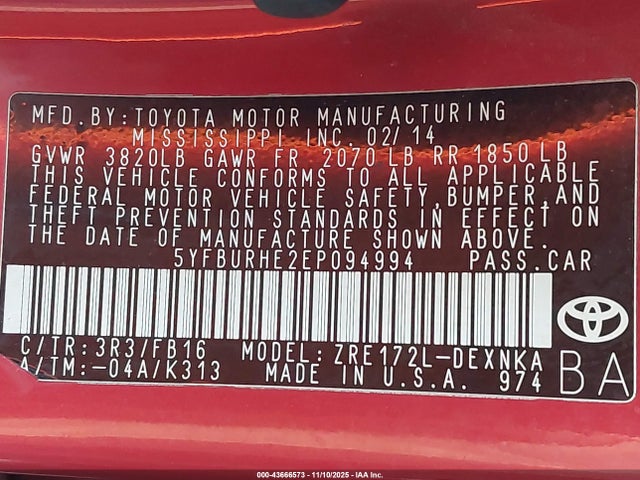 MFD.BY:TOYOTA MOTOR MANUFACTURING
MISSISSIPPI INC. 02/14
GVWR 3820LB GAWR FR 2070 LB RR 1850 LB
THIS VEHICLE CONFORMS TO ALL APPLICABLE
FEDERAL MOTOR VEHICLE SAFETY,BUMPER,AND
THEFT PREVENTION STANDARDS IN EFFECT ON
THE DATE OF MANUFACTURE SHOWN ABOVE.
5YFBURHE2EP094994 PASS.CAR
C/TR:3R3/FB16 MODEL:ZRE172L-DEXNKA
A/TM:-04A/K313 MADE IN U.S.A. 974
BA
000-43666573 - 11/10/2025 - IAA Inc.